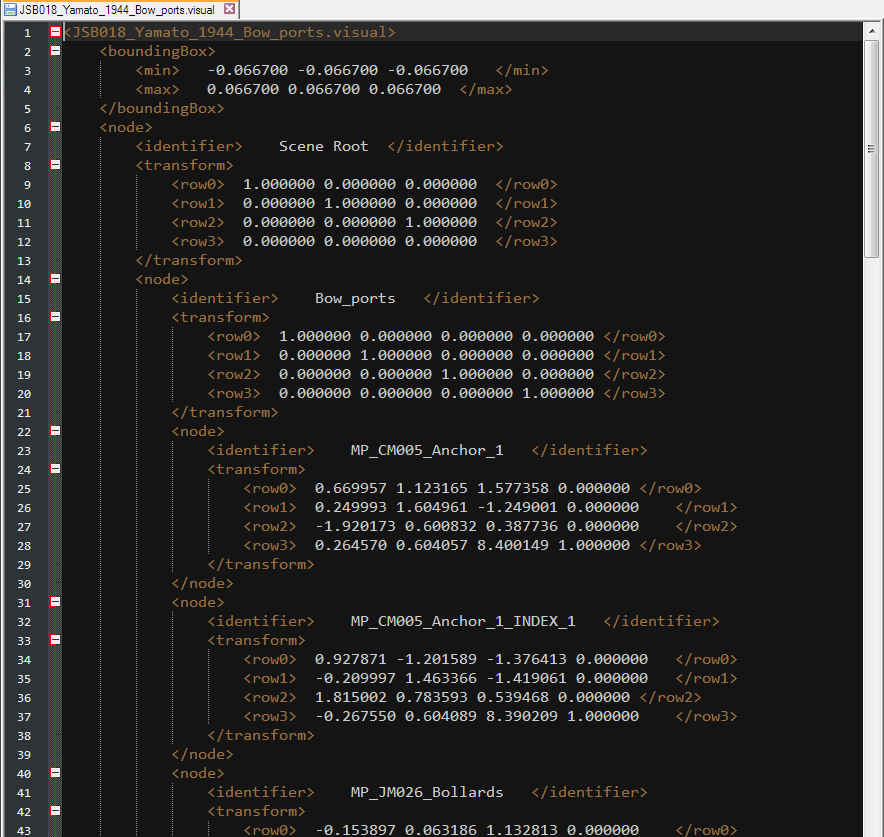 JSB018_Yamato_1944_Bow_ports.visual
1 <JSB018_Yamato_1944_Bow_ports.visual>
2 <boundingBox>
3 <min> -0.066700 -0.066700 -0.066700 </min>
4 <max> 0.066700 0.066700 0.066700 </max>
5 </boundingBox>
6 <node>
7 <identifier> Scene Root </identifier>
8 <transform>
9 <row0> 1.000000 0.000000 0.000000 </row0>
10 <row1> 0.000000 1.000000 0.000000 </row1>
11 <row2> 0.000000 0.000000 1.000000 </row2>
12 <row3> 0.000000 0.000000 0.000000 </row3>
13 </transform>
14 <node>
15 <identifier> Bow_ports </identifier>
16 <transform>
17 <row0> 1.000000 0.000000 0.000000 0.000000 </row0>
18 <row1> 0.000000 1.000000 0.000000 0.000000 </row1>
19 <row2> 0.000000 0.000000 1.000000 0.000000 </row2>
20 <row3> 0.000000 0.000000 0.000000 1.000000 </row3>
21 </transform>
22 <node>
23 <identifier> MP_CM005_Anchor_1 </identifier>
24 <transform>
25 <row0> 0.669957 1.123165 1.577358 0.000000 </row0>
26 <row1> 0.249993 1.604961 -1.249001 0.000000 </row1>
27 <row2> -1.920173 0.600832 0.387736 0.000000 </row2>
28 <row3> 0.264570 0.604057 8.400149 1.000000 </row3>
29 </transform>
30 </node>
31 <node>
32 <identifier> MP_CM005_Anchor_1_INDEX_1 </identifier>
33 <transform>
34 <row0> 0.927871 -1.201589 -1.376413 0.000000 </row0>
35 <row1> -0.209997 1.463366 -1.419061 0.000000 </row1>
36 <row2> 1.815002 0.783593 0.539468 0.000000 </row2>
37 <row3> -0.267550 0.604089 8.390209 1.000000 </row3>
38 </transform>
39 </node>
40 <node>
41 <identifier> MP_JM026_Bollards </identifier>
42 <transform>
43 <row0> -0.153897 0.063186 1.132813 0.000000 </row0>